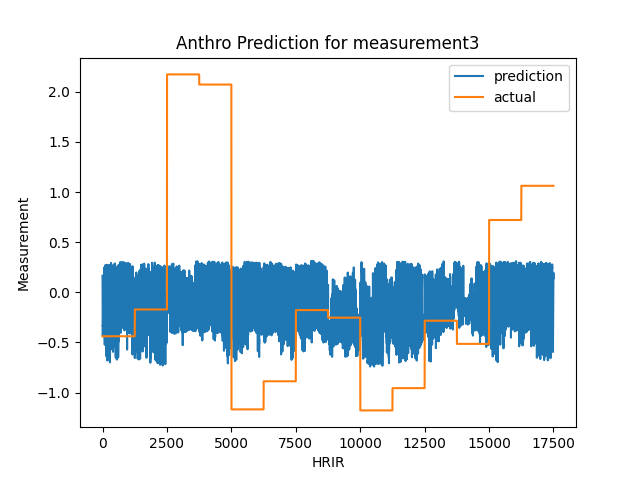 Anthro Prediction for measurement3
prediction
actual
Measurement
2.0
1.5
1.0
0.5
0.0
−0.5
−1.0
0 2500 5000 7500 10000 12500 15000 17500
HRIR